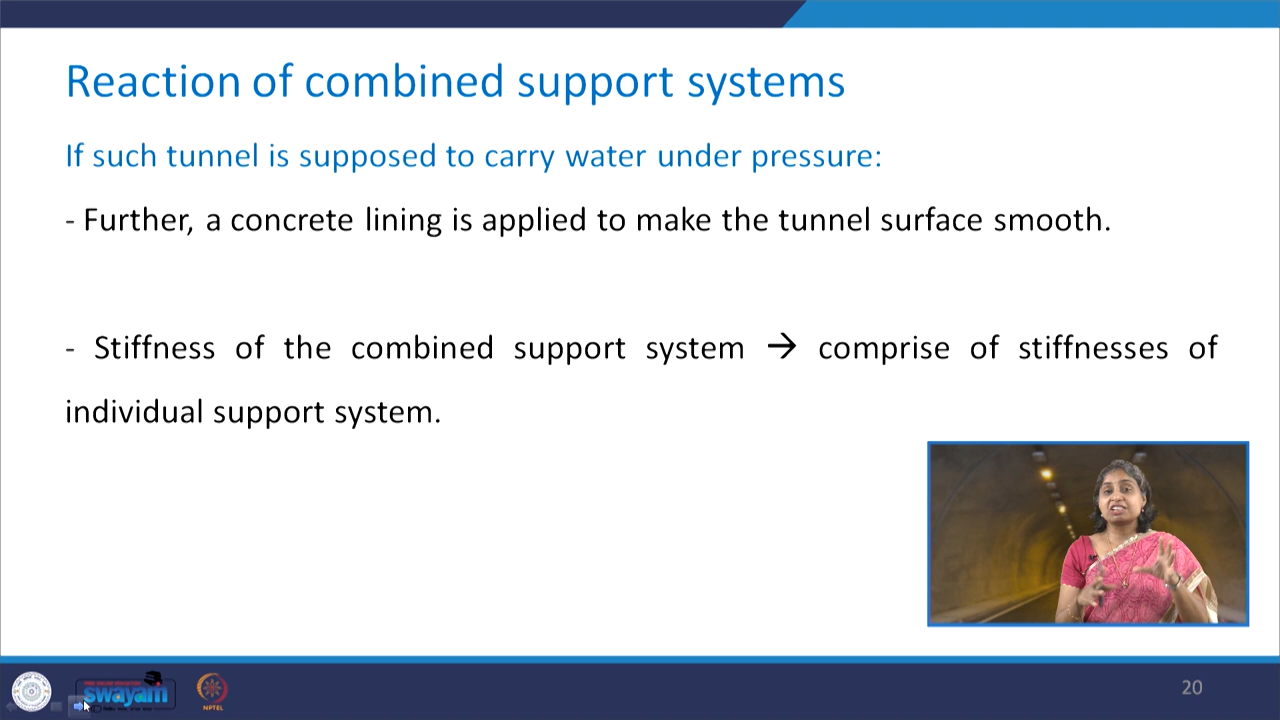 Reaction of combined support systems
If such tunnel is supposed to carry water under pressure:
- Further, a concrete lining is applied to make the tunnel surface smooth.
- Stiffness of the combined support system → comprise of stiffnesses of
individual support system.
swayam
NPTEL
20